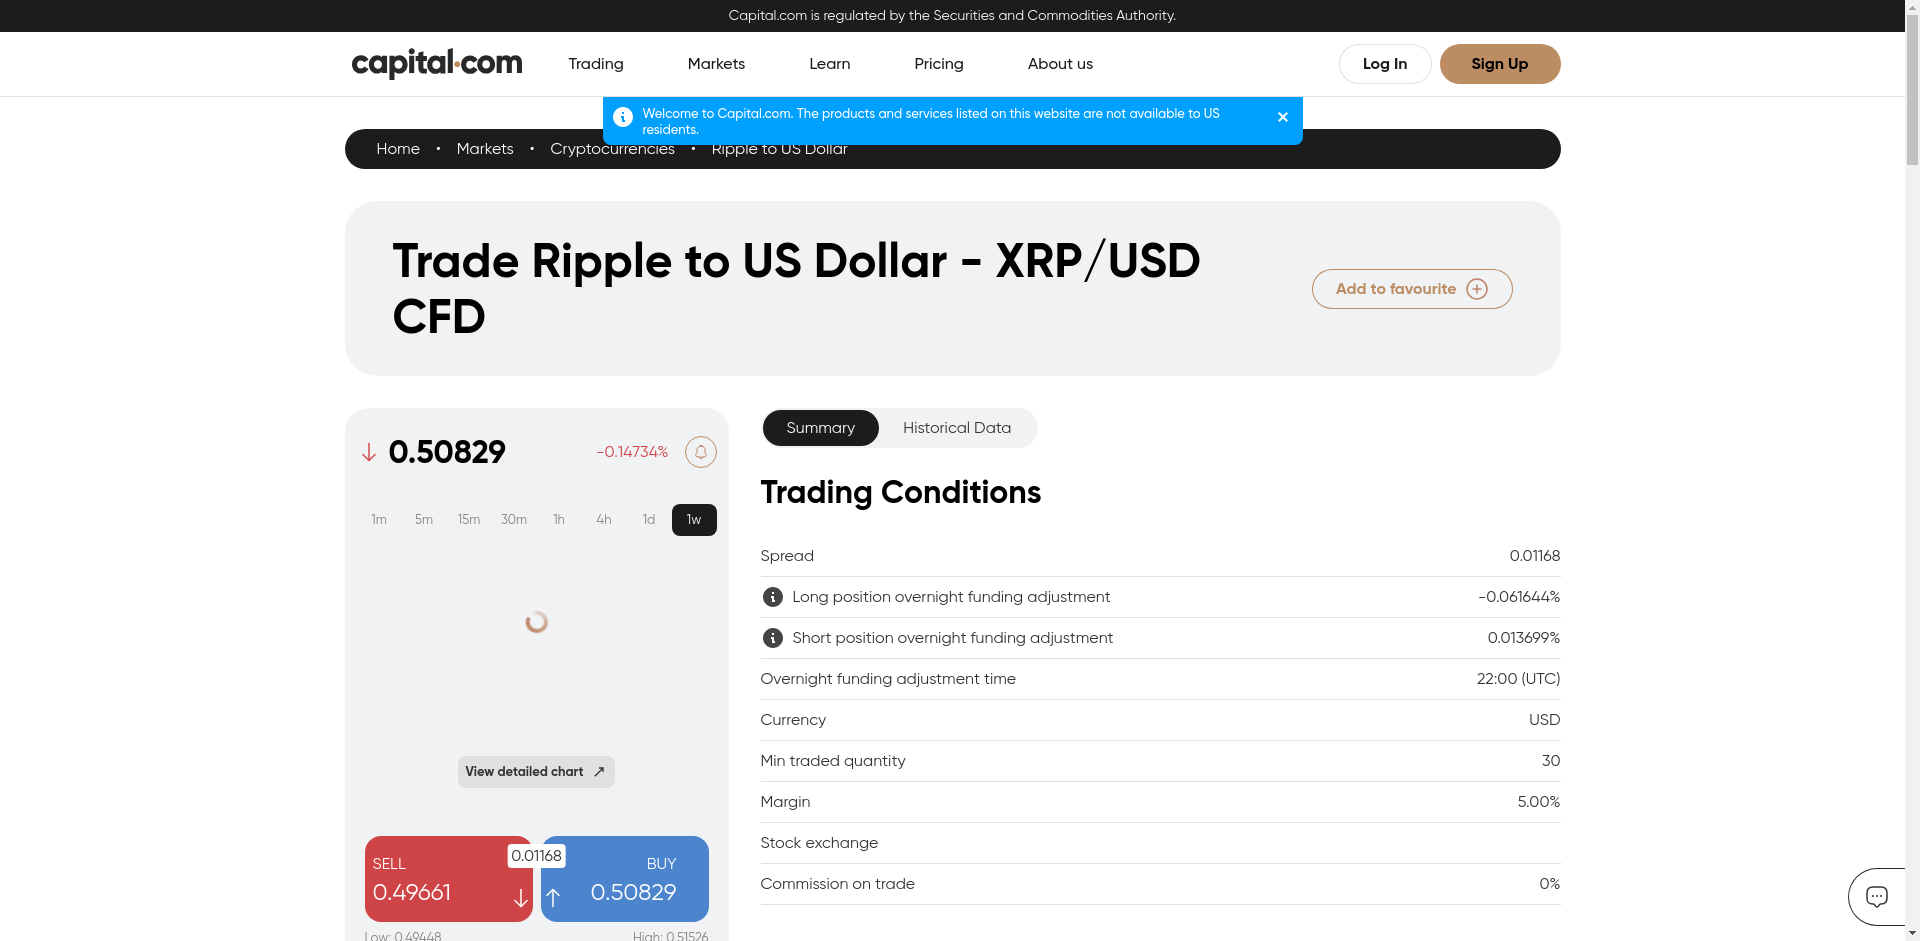 Capital.com is regulated by the Securities and Commodities Authority.
capital.com
Trading
Markets
Learn
Pricing
About us
Log In
Sign Up
Welcome to Capital.com. The products and services listed on this website are not available to US
residents.
Home • Markets • Cryptocurrencies • Ripple to US Dollar
Trade Ripple to US Dollar - XRP/USD
CFD
Add to favourite
0.50829
-0.14734%
1m 5m 15m 30m 1h 4h 1d 1w
View detailed chart
SELL
0.49661
0.01168
BUY
0.50829
Low: 0.49448
High: 0.51526
Summary
Historical Data
Trading Conditions
Spread 0.01168
Long position overnight funding adjustment -0.061644%
Short position overnight funding adjustment 0.013699%
Overnight funding adjustment time 22:00 (UTC)
Currency USD
Min traded quantity 30
Margin 5.00%
Stock exchange
Commission on trade 0%